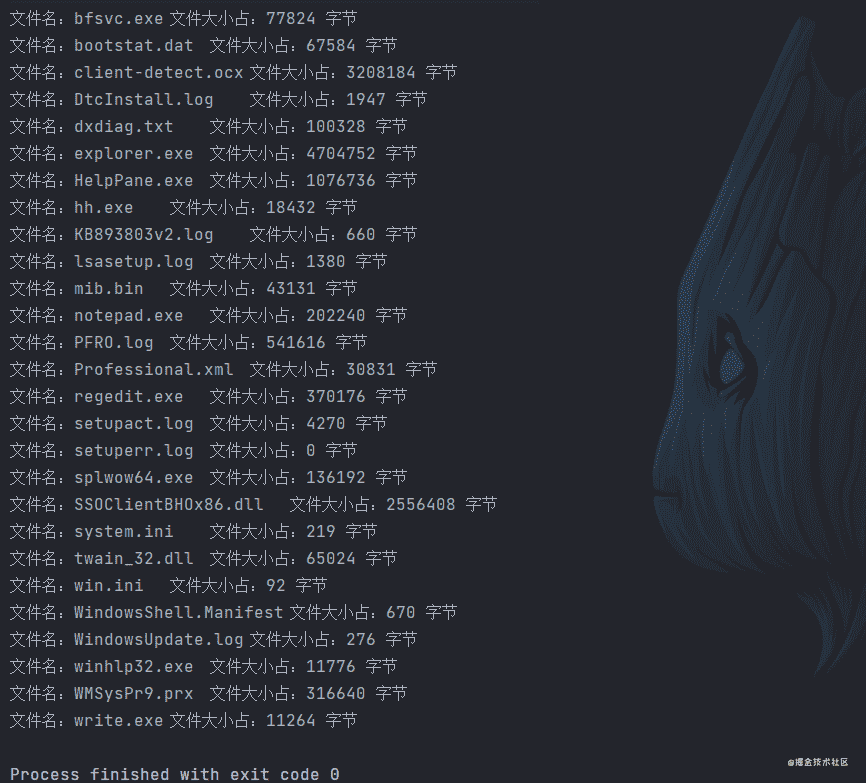 文件名：bfsvc.exe 文件大小占：77824 字节
文件名：bootstat.dat 文件大小占：67584 字节
文件名：client-detect.ocx 文件大小占：3208184 字节
文件名：DtcInstall.log 文件大小占：1947 字节
文件名：dxdiag.txt 文件大小占：100328 字节
文件名：explorer.exe 文件大小占：4704752 字节
文件名：HelpPane.exe 文件大小占：1076736 字节
文件名：hh.exe 文件大小占：18432 字节
文件名：KB893803v2.log 文件大小占：660 字节
文件名：lsasetup.log 文件大小占：1380 字节
文件名：mib.bin 文件大小占：43131 字节
文件名：notepad.exe 文件大小占：202240 字节
文件名：PFRO.log 文件大小占：541616 字节
文件名：Professional.xml 文件大小占：30831 字节
文件名：regedit.exe 文件大小占：370176 字节
文件名：setupact.log 文件大小占：4270 字节
文件名：setuperr.log 文件大小占：0 字节
文件名：splwow64.exe 文件大小占：136192 字节
文件名：SSOClientBHOx86.dll 文件大小占：2556408 字节
文件名：system.ini 文件大小占：219 字节
文件名：twain_32.dll 文件大小占：65024 字节
文件名：win.ini 文件大小占：92 字节
文件名：WindowsShell.Manifest 文件大小占：670 字节
文件名：WindowsUpdate.log 文件大小占：276 字节
文件名：winhlp32.exe 文件大小占：11776 字节
文件名：WMSysPr9.prx 文件大小占：316640 字节
文件名：write.exe 文件大小占：11264 字节
Process finished with exit code 0
@掘金技术社区